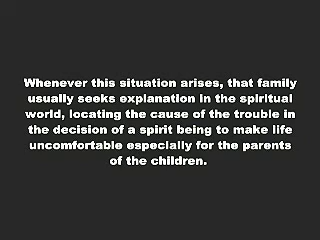 Whenever this situation arises, that family
usually seeks explanation in the spiritual
world, locating the cause of the trouble in
the decision of a spirit being to make life
uncomfortable especially for the parents
of the children.